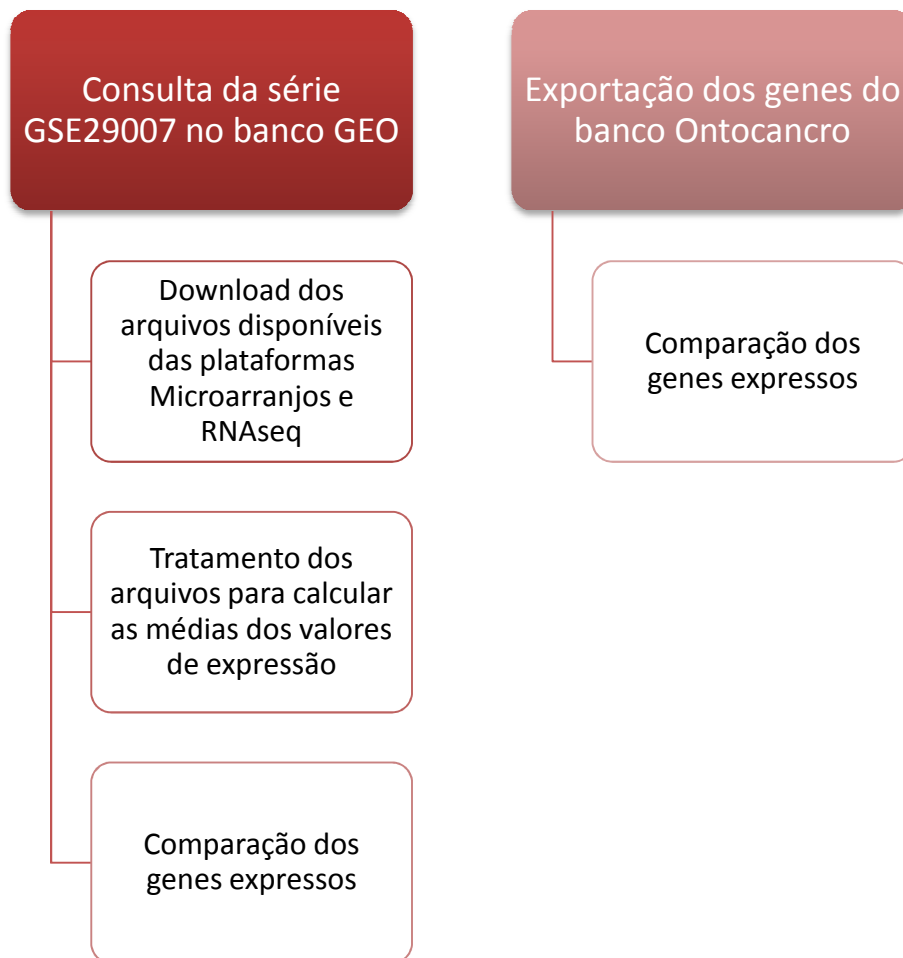 Consulta da série
GSE29007 no banco GEO
Download dos
arquivos disponíveis
das plataformas
Microarranjos e
RNAseq
Tratamento dos
arquivos para calcular
as médias dos valores
de expressão
Comparação dos
genes expressos
Exportação dos genes do
banco Ontocancro
Comparação dos
genes expressos